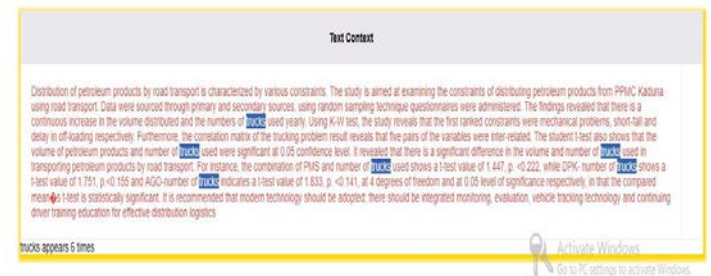 Text Context
Distribution of petroleum products by road transport is characterized by various constraints. The study is aimed at examining the constraints of distributing petroleum products from PPMC Kaduna
using road transport. Data were sourced through primary and secondary sources, using random sampling technique questionnaires were administered. The findings revealed that there is a
continuous increase in the volume distributed and the numbers of trucks used yearly. Using K-W test, the study reveals that the first ranked constraints were mechanical problems, short-fall and
delay in off-loading respectively. Furthermore, the correlation matrix of the trucking problem result reveals that five pairs of the variables were inter-related. The student t-test also shows that the
volume of petroleum products and number of trucks used were significant at 0.05 confidence level. It revealed that there is a significant difference in the volume and number of trucks used in
transporting petroleum products by road transport. For instance, the combination of PMS and number of trucks used shows a t-test value of 1.447, p. <0.222, while DPK- number of trucks shows a
t-test value of 1.751, p.<0.155 and AGO-number of trucks indicates a t-test value of 1.833, p. <0.141, at 4 degrees of freedom and at 0.05 level of significance respectively, in that the compared
mean�s t-test is statistically significant. It is recommended that modern technology should be adopted; there should be integrated monitoring, evaluation, vehicle tracking technology and continuing
driver training education for effective distribution logistics
trucks appears 6 times
Activate Windows
Go to PC settings to activate Windows.